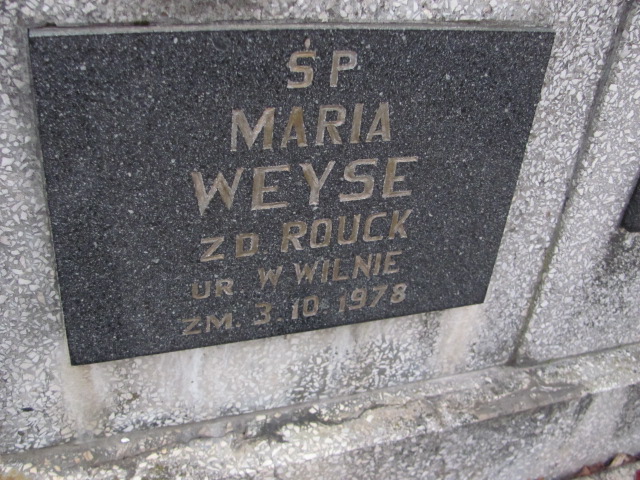 ŚP
MARIA
WEYSE
ZD ROUCK
UR W WILNIE
ZM. 3.10.1978